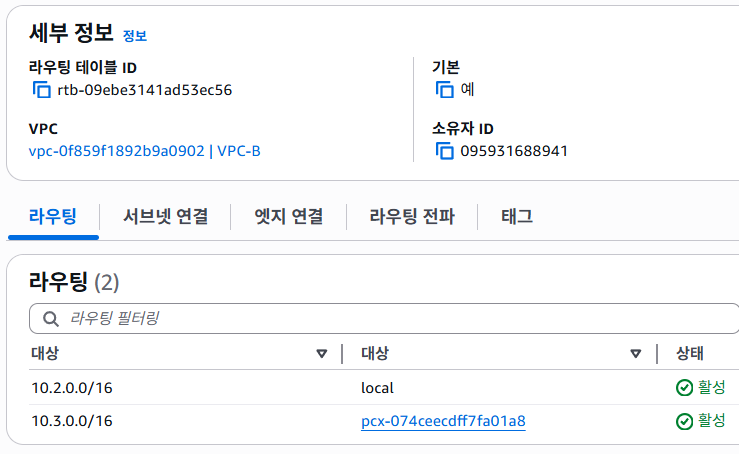 세부 정보 정보
라우팅 테이블 ID
rtb-09ebe3141ad53ec56
기본
예
VPC
vpc-0f859f1892b9a0902 | VPC-B
소유자 ID
095931688941
라우팅 서브넷 연결 엣지 연결 라우팅 전파 태그
라우팅 (2)
라우팅 필터링
대상 대상 상태
10.2.0.0/16 local 활성
10.3.0.0/16 pcx-074ceecdff7fa01a8 활성